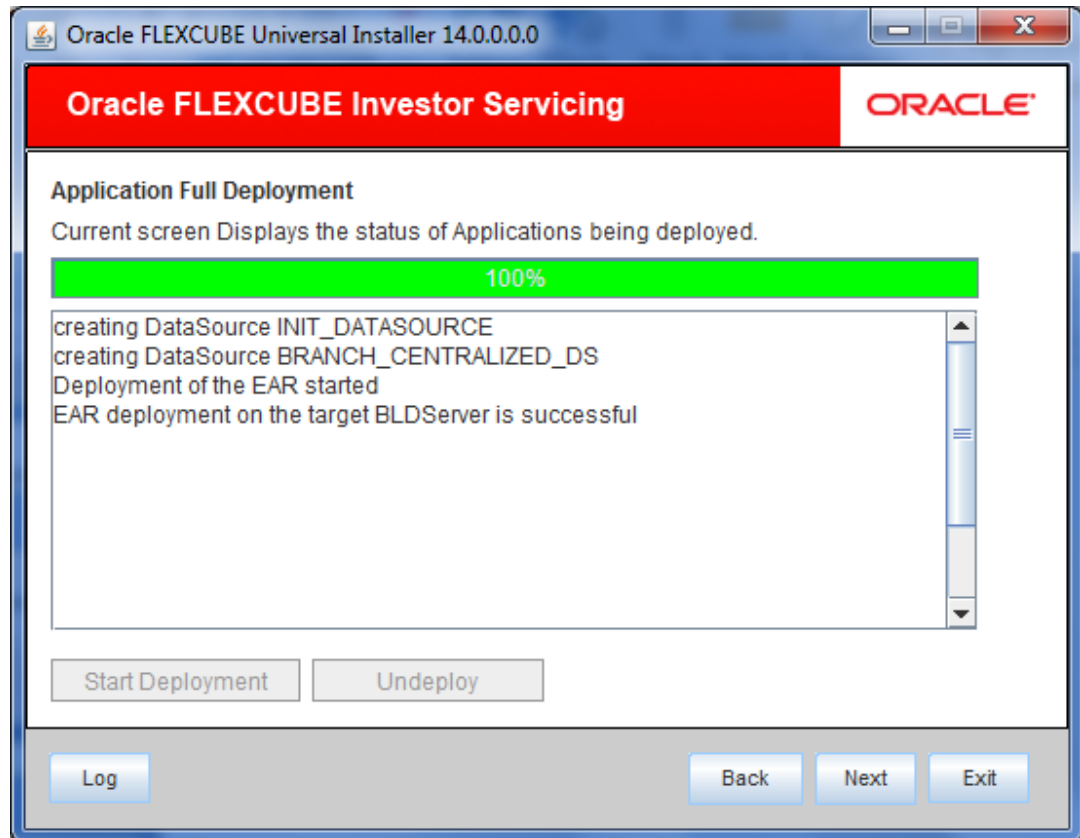 Oracle FLEXCUBE Universal Installer 14.0.0.0.0
Oracle FLEXCUBE Investor Servicing
ORACLE
Application Full Deployment
Current screen Displays the status of Applications being deployed.
100%
creating DataSource INIT_DATASOURCE
creating DataSource BRANCH_CENTRALIZED_DS
Deployment of the EAR started
EAR deployment on the target BLDServer is successful
Start Deployment Undeploy
Log Back Next Exit